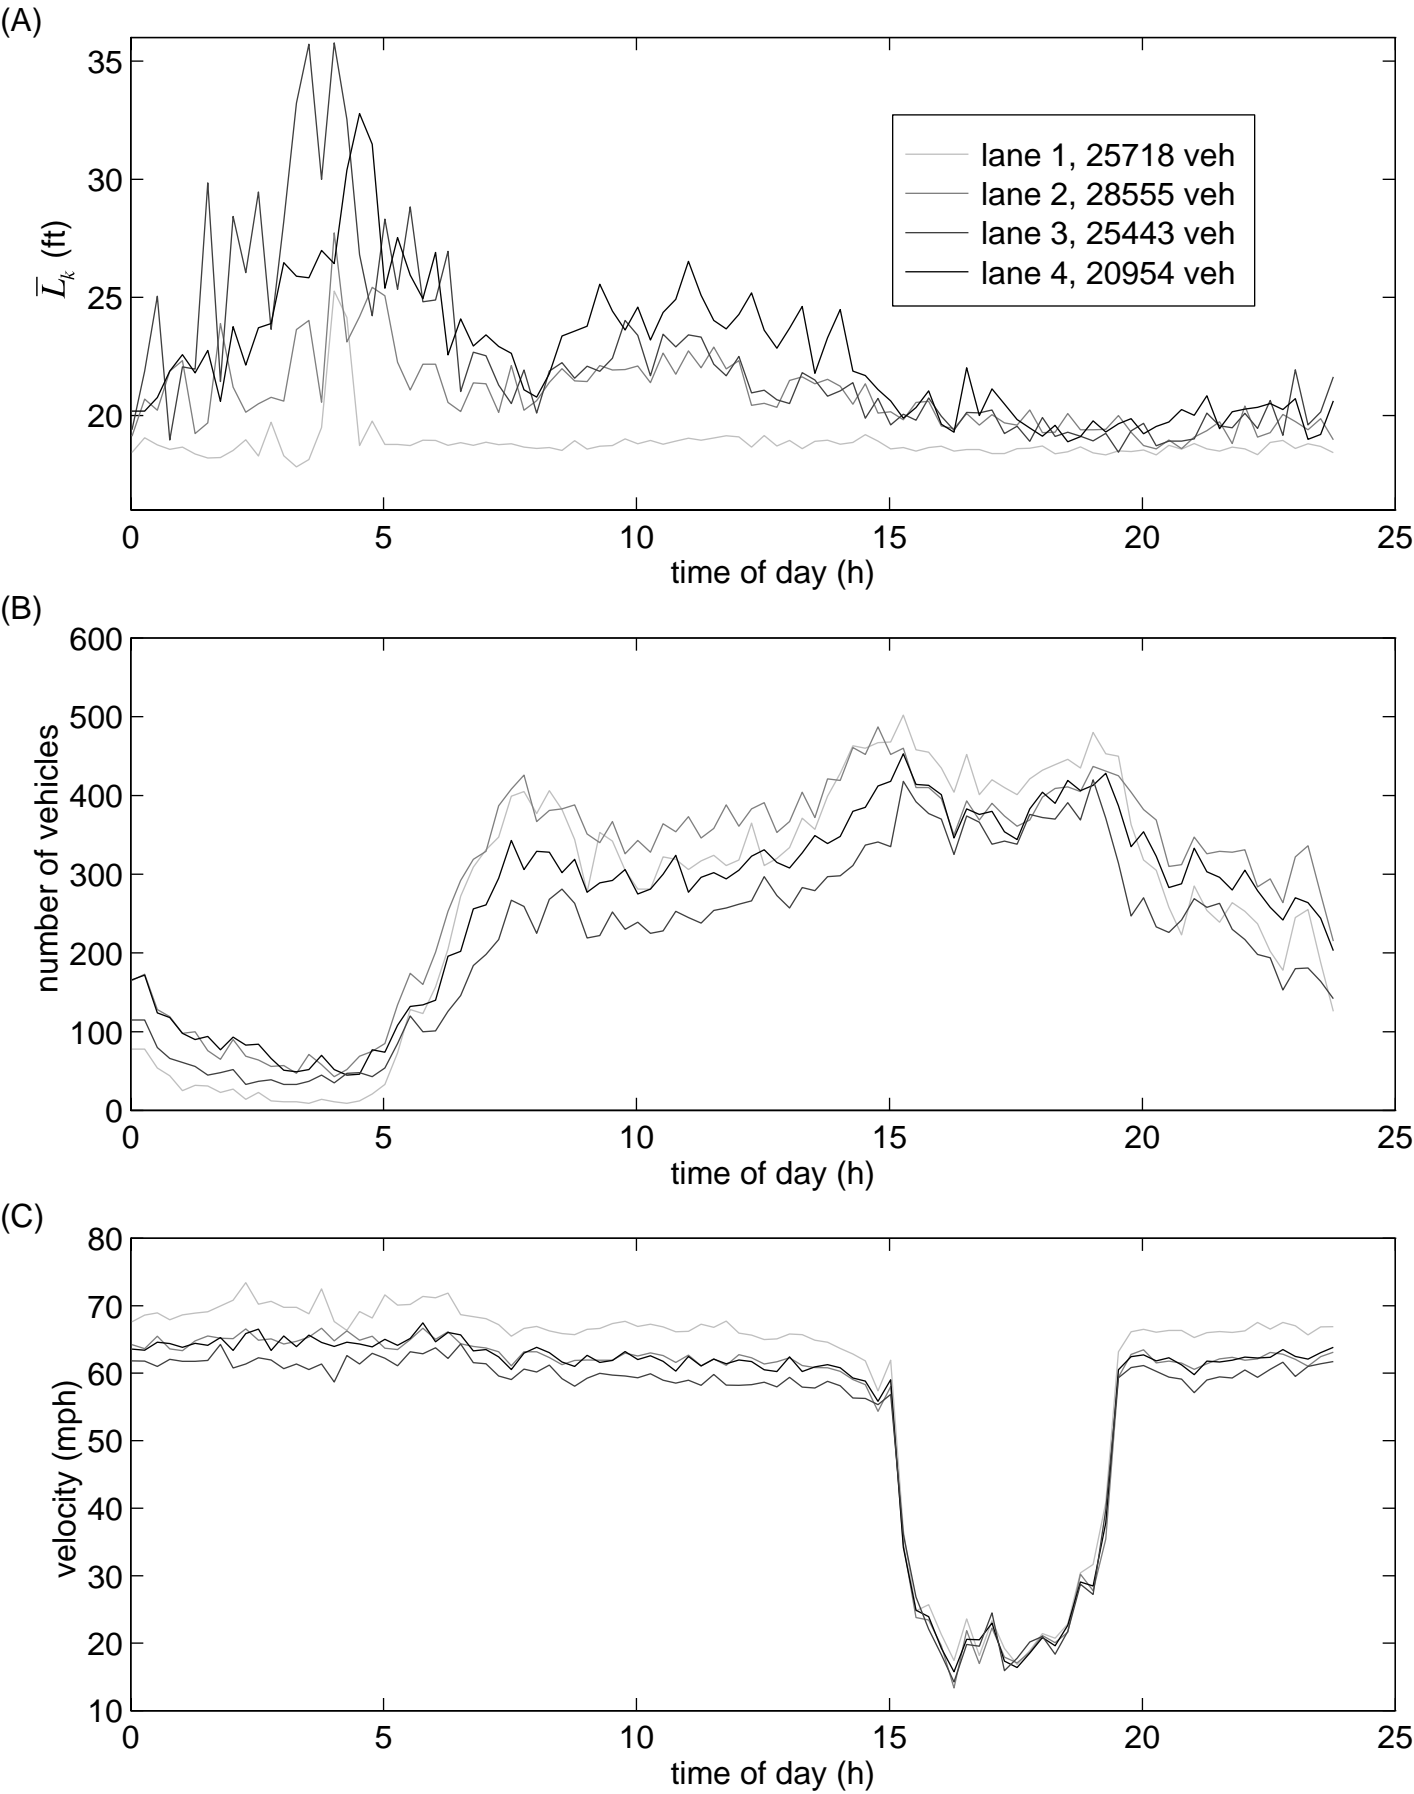 (A)
35
30
25
20
L̅k (ft)
lane 1, 25718 veh
lane 2, 28555 veh
lane 3, 25443 veh
lane 4, 20954 veh
0 5 10 15 20 25
time of day (h)
(B)
600
500
400
300
200
100
0
number of vehicles
0 5 10 15 20 25
time of day (h)
(C)
80
70
60
50
40
30
20
10
velocity (mph)
0 5 10 15 20 25
time of day (h)